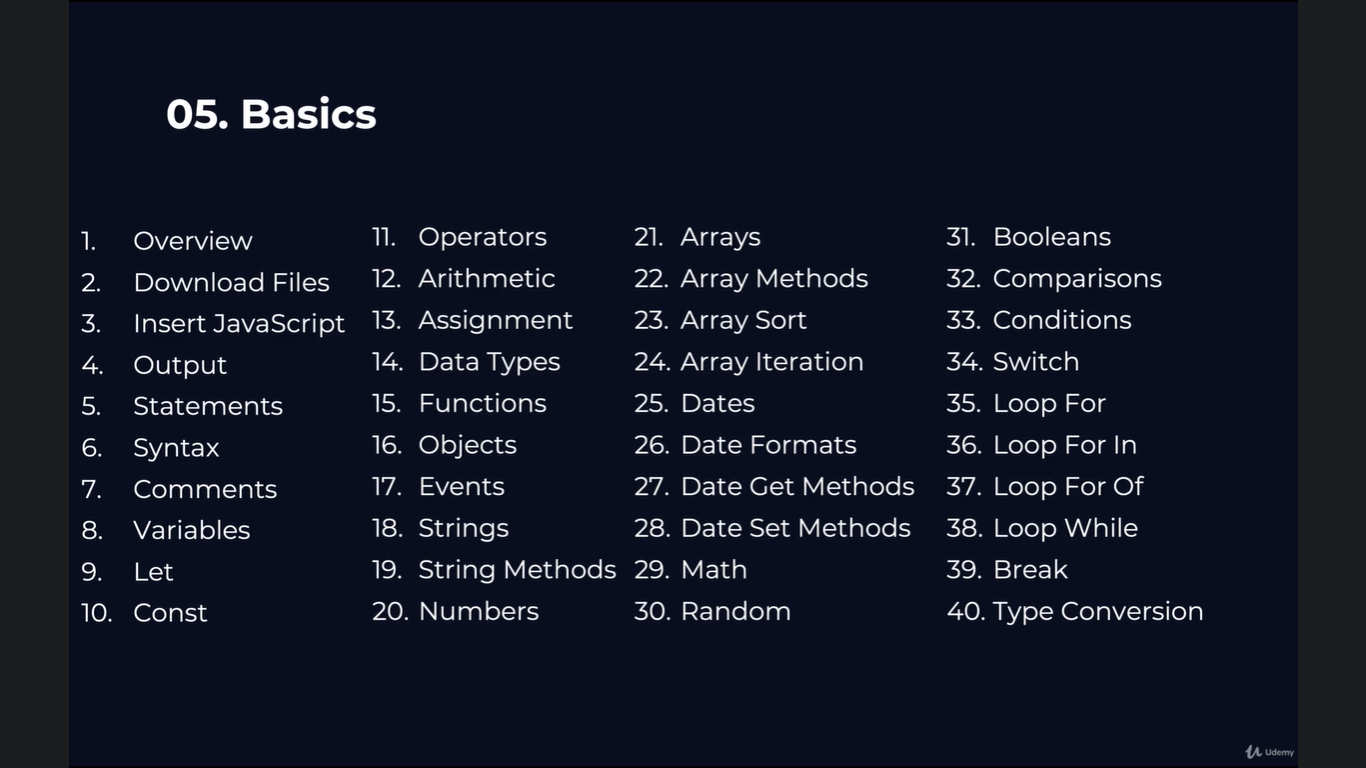 05. Basics
1. Overview
2. Download Files
3. Insert JavaScript
4. Output
5. Statements
6. Syntax
7. Comments
8. Variables
9. Let
10. Const
11. Operators
12. Arithmetic
13. Assignment
14. Data Types
15. Functions
16. Objects
17. Events
18. Strings
19. String Methods
20. Numbers
21. Arrays
22. Array Methods
23. Array Sort
24. Array Iteration
25. Dates
26. Date Formats
27. Date Get Methods
28. Date Set Methods
29. Math
30. Random
31. Booleans
32. Comparisons
33. Conditions
34. Switch
35. Loop For
36. Loop For In
37. Loop For Of
38. Loop While
39. Break
40. Type Conversion
Udemy